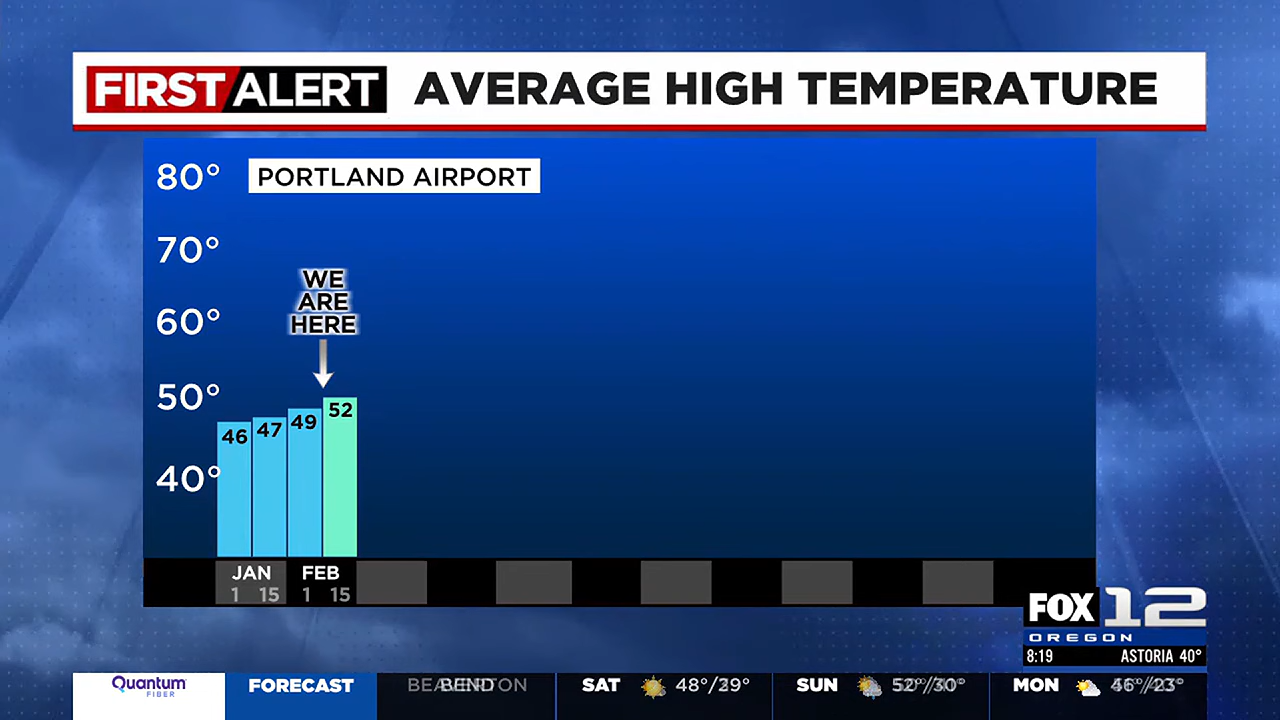 FIRST ALERT AVERAGE HIGH TEMPERATURE
80° PORTLAND AIRPORT
70°
WE
ARE
60° HERE
50°
46 47 49 52
40°
JAN FEB
1 15 1 15
FOX 12
OREGON
8:19 ASTORIA 40°
Quantum FORECAST BEND SAT SUN MON
FIBER